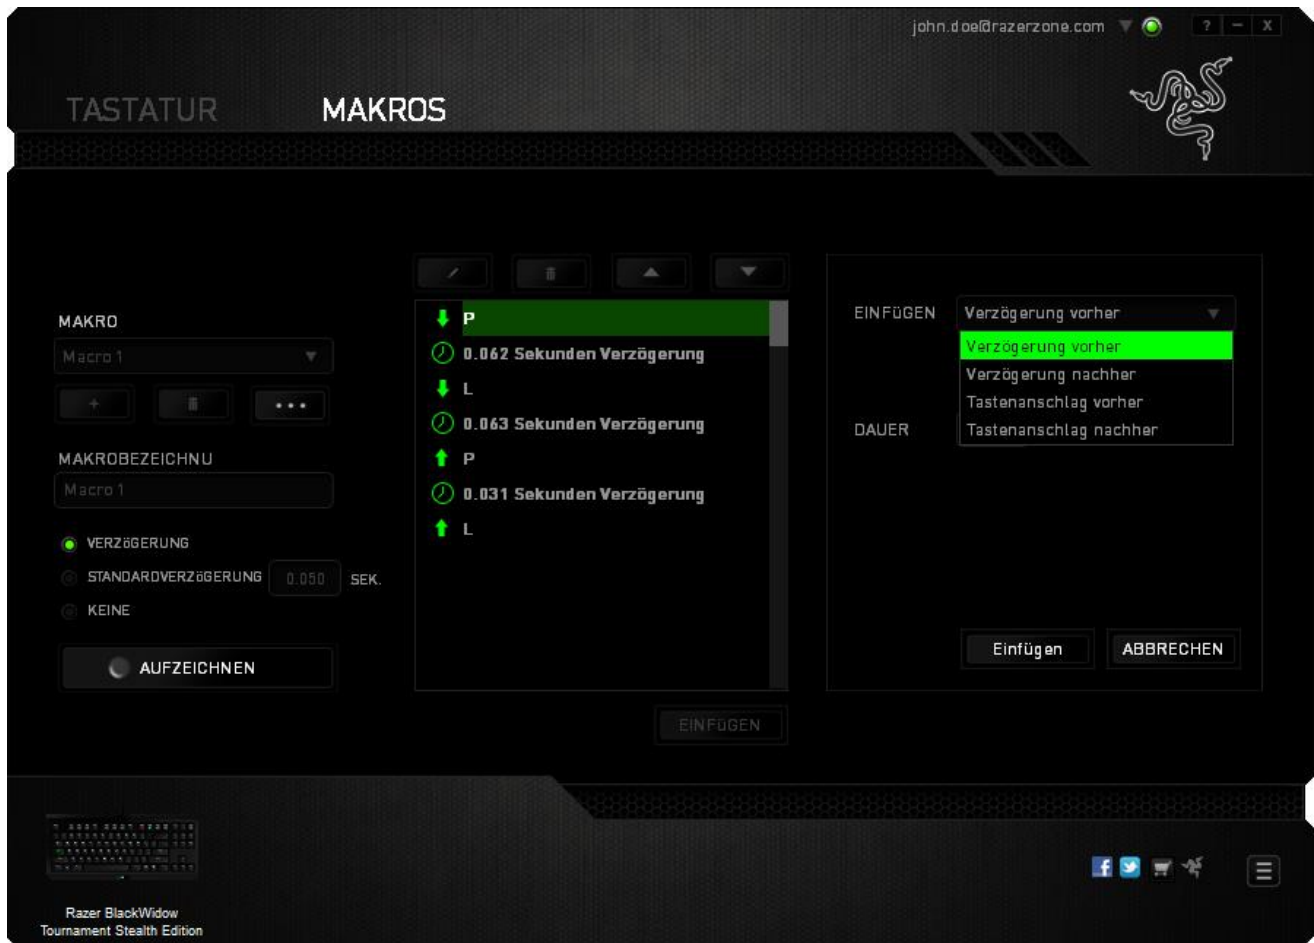 john.doe@razerzone.com
? – X
TASTATUR
MAKROS
MAKRO
Macro 1
+
MAKROBEZEICHNU
Macro 1
VERZöGERUNG
STANDARDVERZöGERUNG 0.050 SEK.
KEINE
AUFZEICHNEN
P
0.062 Sekunden Verzögerung
L
0.063 Sekunden Verzögerung
P
0.031 Sekunden Verzögerung
L
EINFüGEN
EINFüGEN
Verzögerung vorher
Verzögerung vorher
Verzögerung nachher
Tastenanschlag vorher
Tastenanschlag nachher
DAUER
Einfügen
ABBRECHEN
Razer BlackWidow
Tournament Stealth Edition